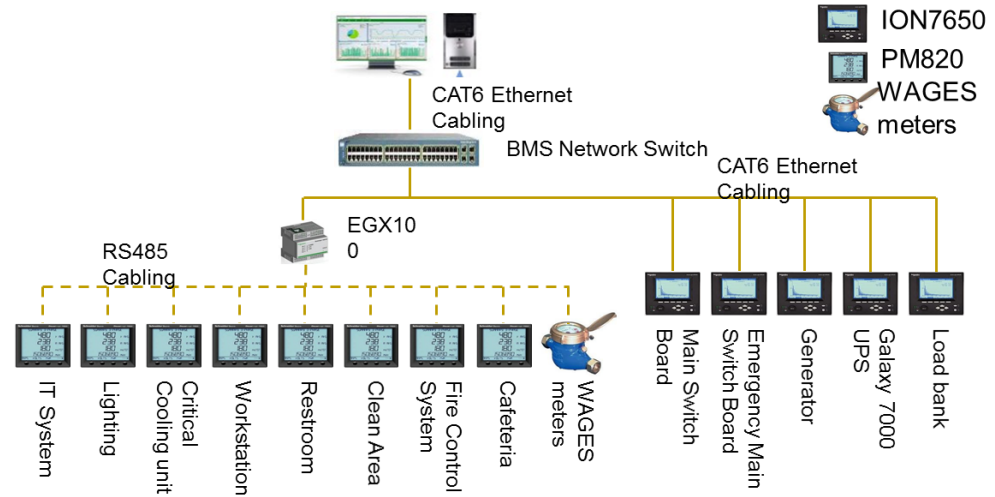 ION7650
PM820
WAGES
meters
CAT6 Ethernet
Cabling
BMS Network Switch
CAT6 Ethernet
Cabling
EGX10
0
RS485
Cabling
IT System
Lighting
Critical
Cooling unit
Workstation
Restroom
Clean Area
Fire Control
System
Cafeteria
WAGES
meters
Main Switch
Board
Emergency Main
Switch Board
Generator
Galaxy 7000
UPS
Load bank